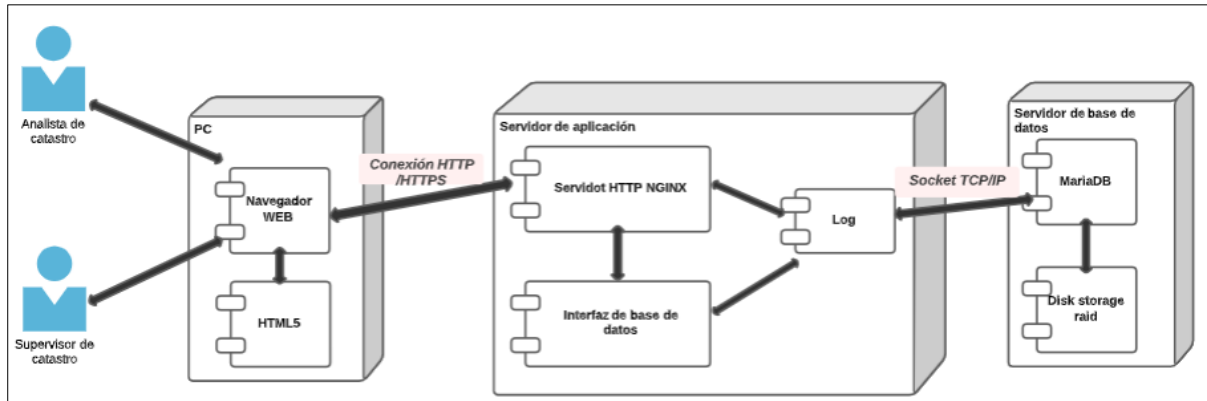 Analista de
catastro
Supervisor de
catastro
PC
Navegador
WEB
HTML5
Conexión HTTP
/HTTPS
Servidor de aplicación
Servidot HTTP NGINX
Interfaz de base de
datos
Log
Socket TCP/IP
Servidor de base de
datos
MariaDB
Disk storage
raid